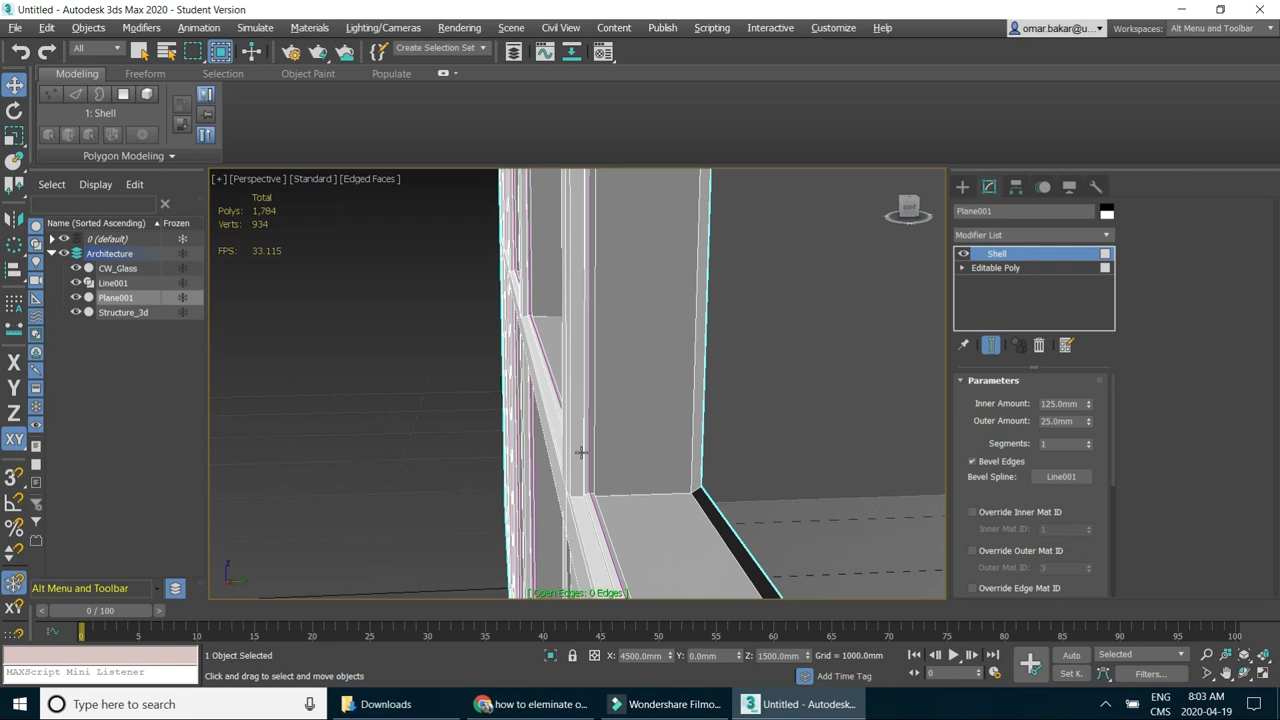 Untitled - Autodesk 3ds Max 2020 - Student Version
File Edit Objects Modifiers Animation Simulate Materials Lighting/Cameras Rendering Scene Civil View Content Publish Scripting Interactive Customize Help
omar.bakar@u... Workspaces: Alt Menu and Toolbar
All Create Selection Set
Modeling Freeform Selection Object Paint Populate
1: Shell
Polygon Modeling
Select Display Edit
Name (Sorted Ascending) Frozen
0 (default)
Architecture
CW_Glass
Line001
Plane001
Structure_3d
X
Y
Z
XY
[+] [Perspective ] [Standard ] [Edged Faces ]
Total
Polys: 1,784
Verts: 934
FPS: 33.115
[ Open Edges: 0 Edges ]
Plane001
Modifier List
Shell
Editable Poly
Parameters
Inner Amount: 125.0mm
Outer Amount: 25.0mm
Segments: 1
Bevel Edges
Bevel Spline: Line001
Override Inner Mat ID
Inner Mat ID: 1
Override Outer Mat ID
Outer Mat ID: 3
Override Edge Mat ID
Alt Menu and Toolbar
0 / 100
0 5 10 15 20 25 30 35 40 45 50 55 60 65 70 75 80 85 90 95 100
MAXScript Mini Listener
1 Object Selected
Click and drag to select and move objects
X: 4500.0mm Y: 0.0mm Z: 1500.0mm Grid = 1000.0mm
Add Time Tag
0
Auto Selected
Set K. Filters...
Type here to search
Downloads
how to eleminate o...
Wondershare Filmo...
Untitled - Autodesk...
ENG 8:03 AM
CMS 2020-04-19